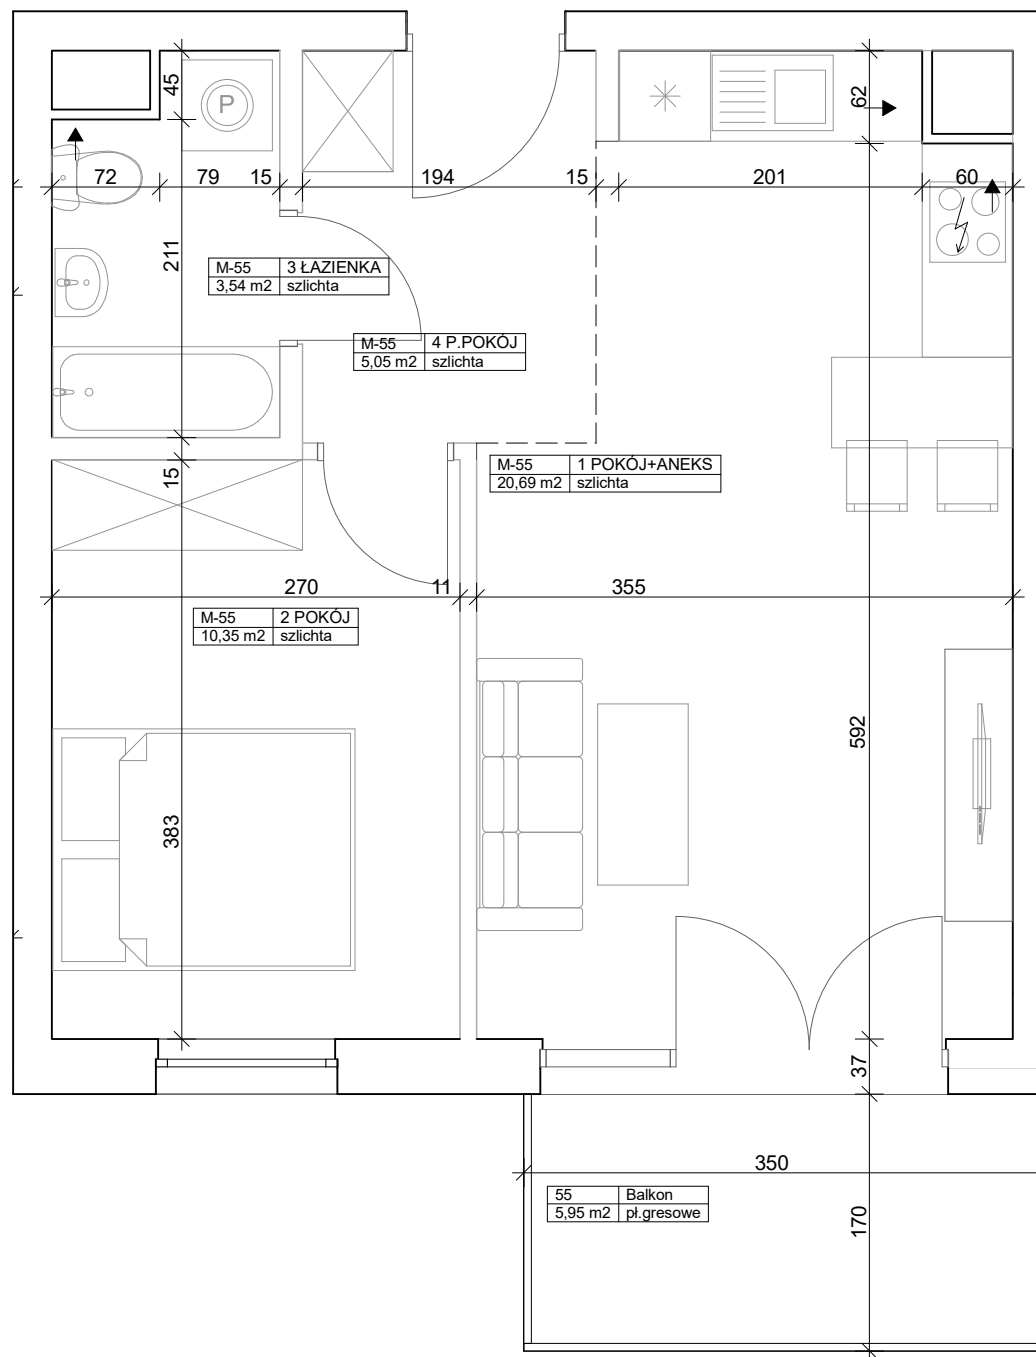 45
P
62
72
79
15
194
15
201
60
211
M-55 3 ŁAZIENKA
3,54 m2 szlichta
M-55 4 P.POKÓJ
5,05 m2 szlichta
15
M-55 1 POKÓJ+ANEKS
20,69 m2 szlichta
270
11
355
M-55 2 POKÓJ
10,35 m2 szlichta
592
383
37
350
55 Balkon
5,95 m2 pł.gresowe
170